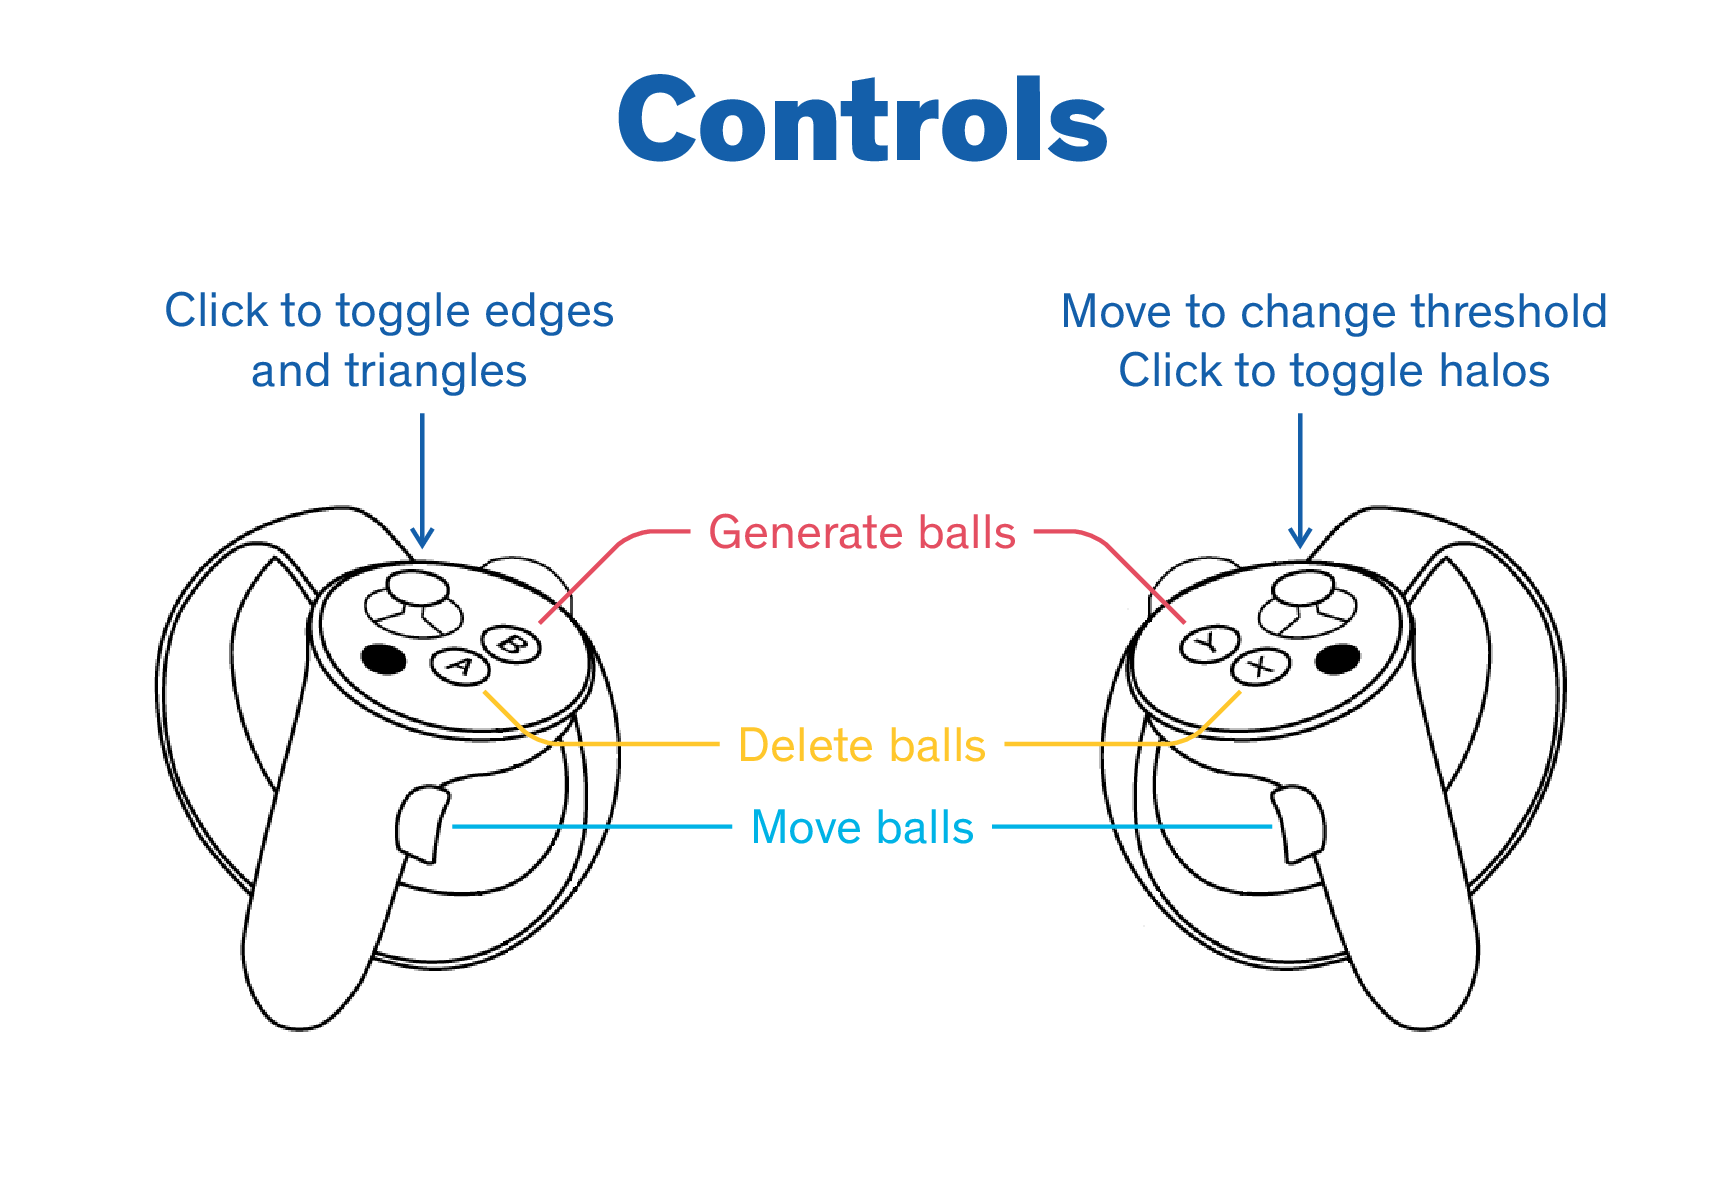 Controls
Click to toggle edges
and triangles
Move to change threshold
Click to toggle halos
Generate balls
B
A
Y
X
Delete balls
Move balls